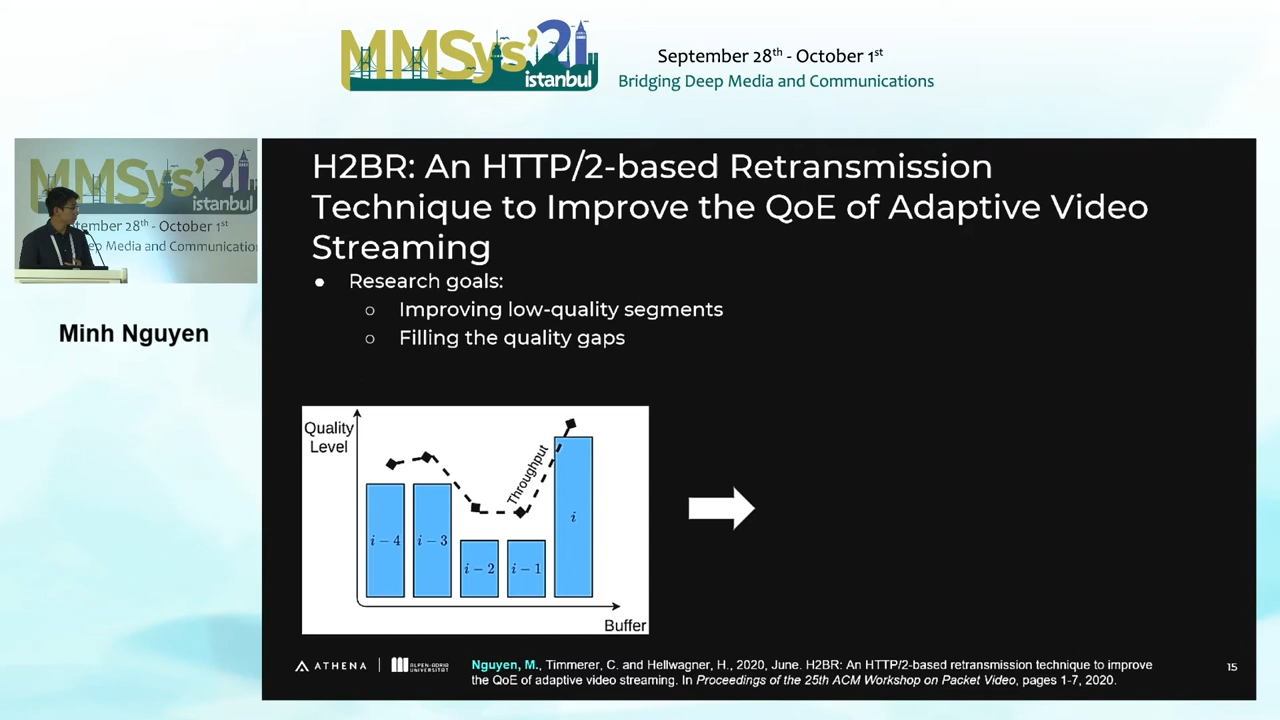 MMSys'21
istanbul
September 28th - October 1st
Bridging Deep Media and Communications
MMSys'21
istanbul
tember 28th - October 1st
ep Media and Communicatio
Minh Nguyen
H2BR: An HTTP/2-based Retransmission
Technique to Improve the QoE of Adaptive Video
Streaming
● Research goals:
○ Improving low-quality segments
○ Filling the quality gaps
Quality
Level
Throughput
i − 4
i − 3
i − 2
i − 1
i
Buffer
ATHENA
ALPEN-ADRIA
UNIVERSITÄT
Nguyen, M., Timmerer, C. and Hellwagner, H., 2020, June. H2BR: An HTTP/2-based retransmission technique to improve
the QoE of adaptive video streaming. In Proceedings of the 25th ACM Workshop on Packet Video, pages 1-7, 2020.
15